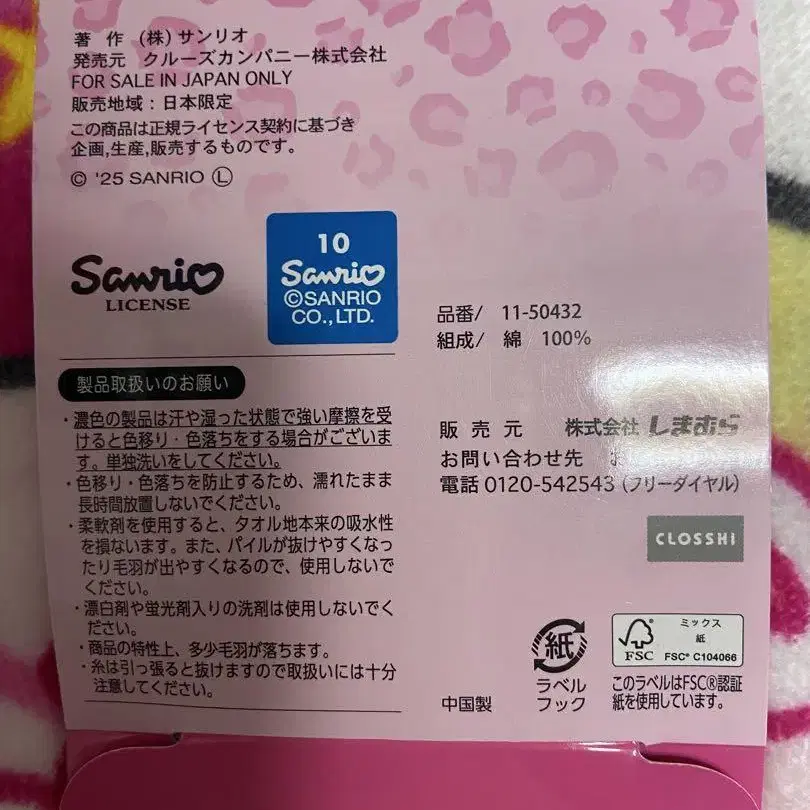 著 作 (株) サンリオ
発売元 クルーズカンパニー株式会社
FOR SALE IN JAPAN ONLY
販売地域：日本限定
この商品は正規ライセンス契約に基づき
企画,生産,販売するものです。
© '25 SANRIO Ⓛ
Sanrio
LICENSE
10
Sanrio
©SANRIO
CO.,LTD.
製品取扱いのお願い
・濃色の製品は汗や湿った状態で強い摩擦を受
けると色移り・色落ちをする場合がございま
す。単独洗いをしてください。
・色移り・色落ちを防止するため、濡れたまま
長時間放置しないでください。
・柔軟剤を使用すると、タオル地本来の吸水性
を損ないます。また、パイルが抜けやすくなっ
たり毛羽が出やすくなるので、使用しないで
ください。
・漂白剤や蛍光剤入りの洗剤は使用しないでく
ださい。
・商品の特性上、多少毛羽が落ちます。
・糸は引っ張ると抜けますので取扱いには十分
注意してください。
品番/ 11-50432
組成/ 綿 100%
販 売 元 株式会社 しまむら
お問い合わせ先
電話 0120-542543 (フリーダイヤル)
CLOSSHI
中国製
紙
ラベル
フック
FSC
ミックス
紙
FSC® C104066
このラベルはFSC®認証
紙を使用しています。